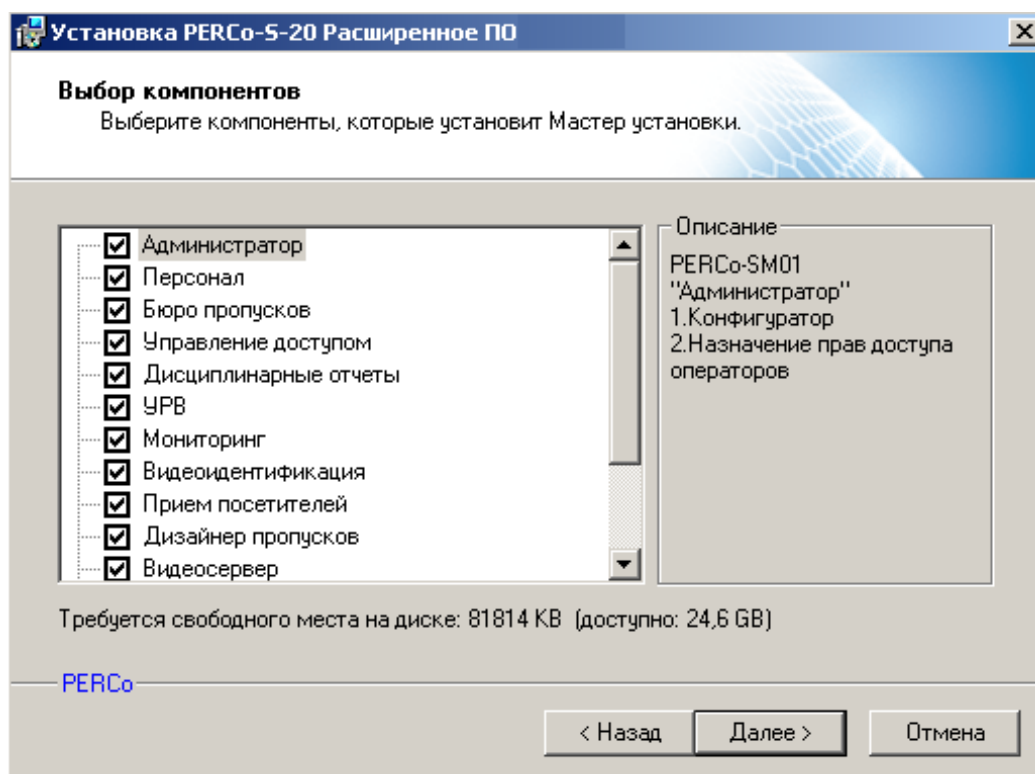 Установка PERCo-S-20 Расширенное ПО
Выбор компонентов
Выберите компоненты, которые установит Мастер установки.
Администратор
Персонал
Бюро пропусков
Управление доступом
Дисциплинарные отчеты
УРВ
Мониторинг
Видеоидентификация
Прием посетителей
Дизайнер пропусков
Видеосервер
Описание
PERCo-SM01
"Администратор"
1.Конфигуратор
2.Назначение прав доступа
операторов
Требуется свободного места на диске: 81814 KB (доступно: 24,6 GB)
PERCo
< Назад
Далее >
Отмена